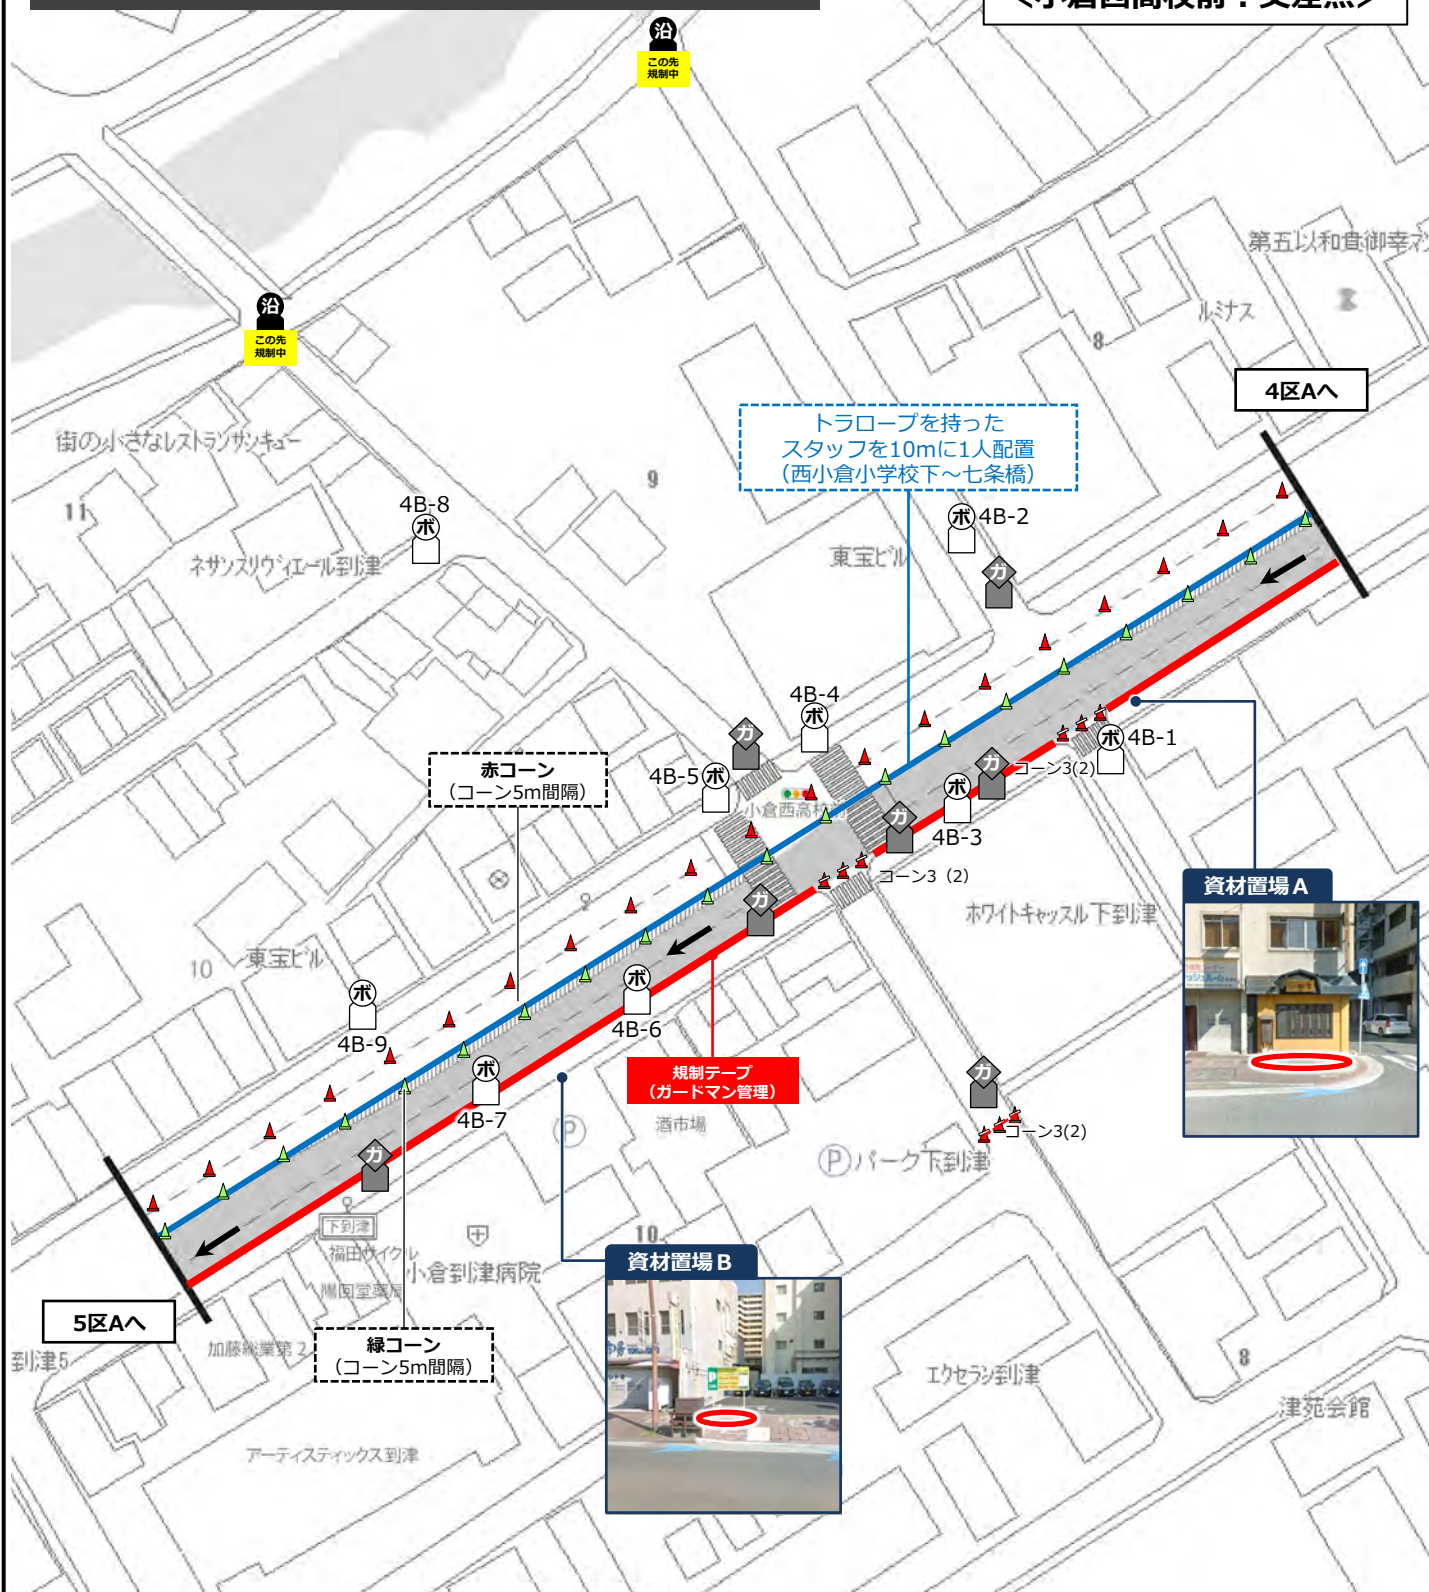 <小倉西高校前：交差点>
沿
この先
規制中
第五以和貴御幸マ
ルミナス
沿
この先
規制中
8
4区Aへ
トラロープを持った
スタッフを10mに1人配置
（西小倉小学校下～七条橋）
街の小さなレストランサンキュー
9
11
4B-8
ボ
ボ
4B-2
東宝ビル
ネサンスリヴィエール到津
ガ
4B-4
ボ
ガ
ボ
4B-1
赤コーン
（コーン5m間隔）
4B-5
ボ
ガ
コーン3(2)
ボ
小倉西高校前
ガ
4B-3
コーン3（2）
資材置場A
ガ
ホワイトキャッスル下到津
東宝ビル
10
ボ
4B-9
ボ
4B-6
規制テープ
（ガードマン管理）
ボ
4B-7
酒市場
P
ガ
コーン3(2)
ガ
P
パーク下到津
下到津
福田サイクル
小倉到津病院
陽回堂薬局
10
資材置場B
5区Aへ
加藤総業第2
到津5
緑コーン
（コーン5m間隔）
8
エクセラン到津
津苑会館
アーティスティックス到津
P